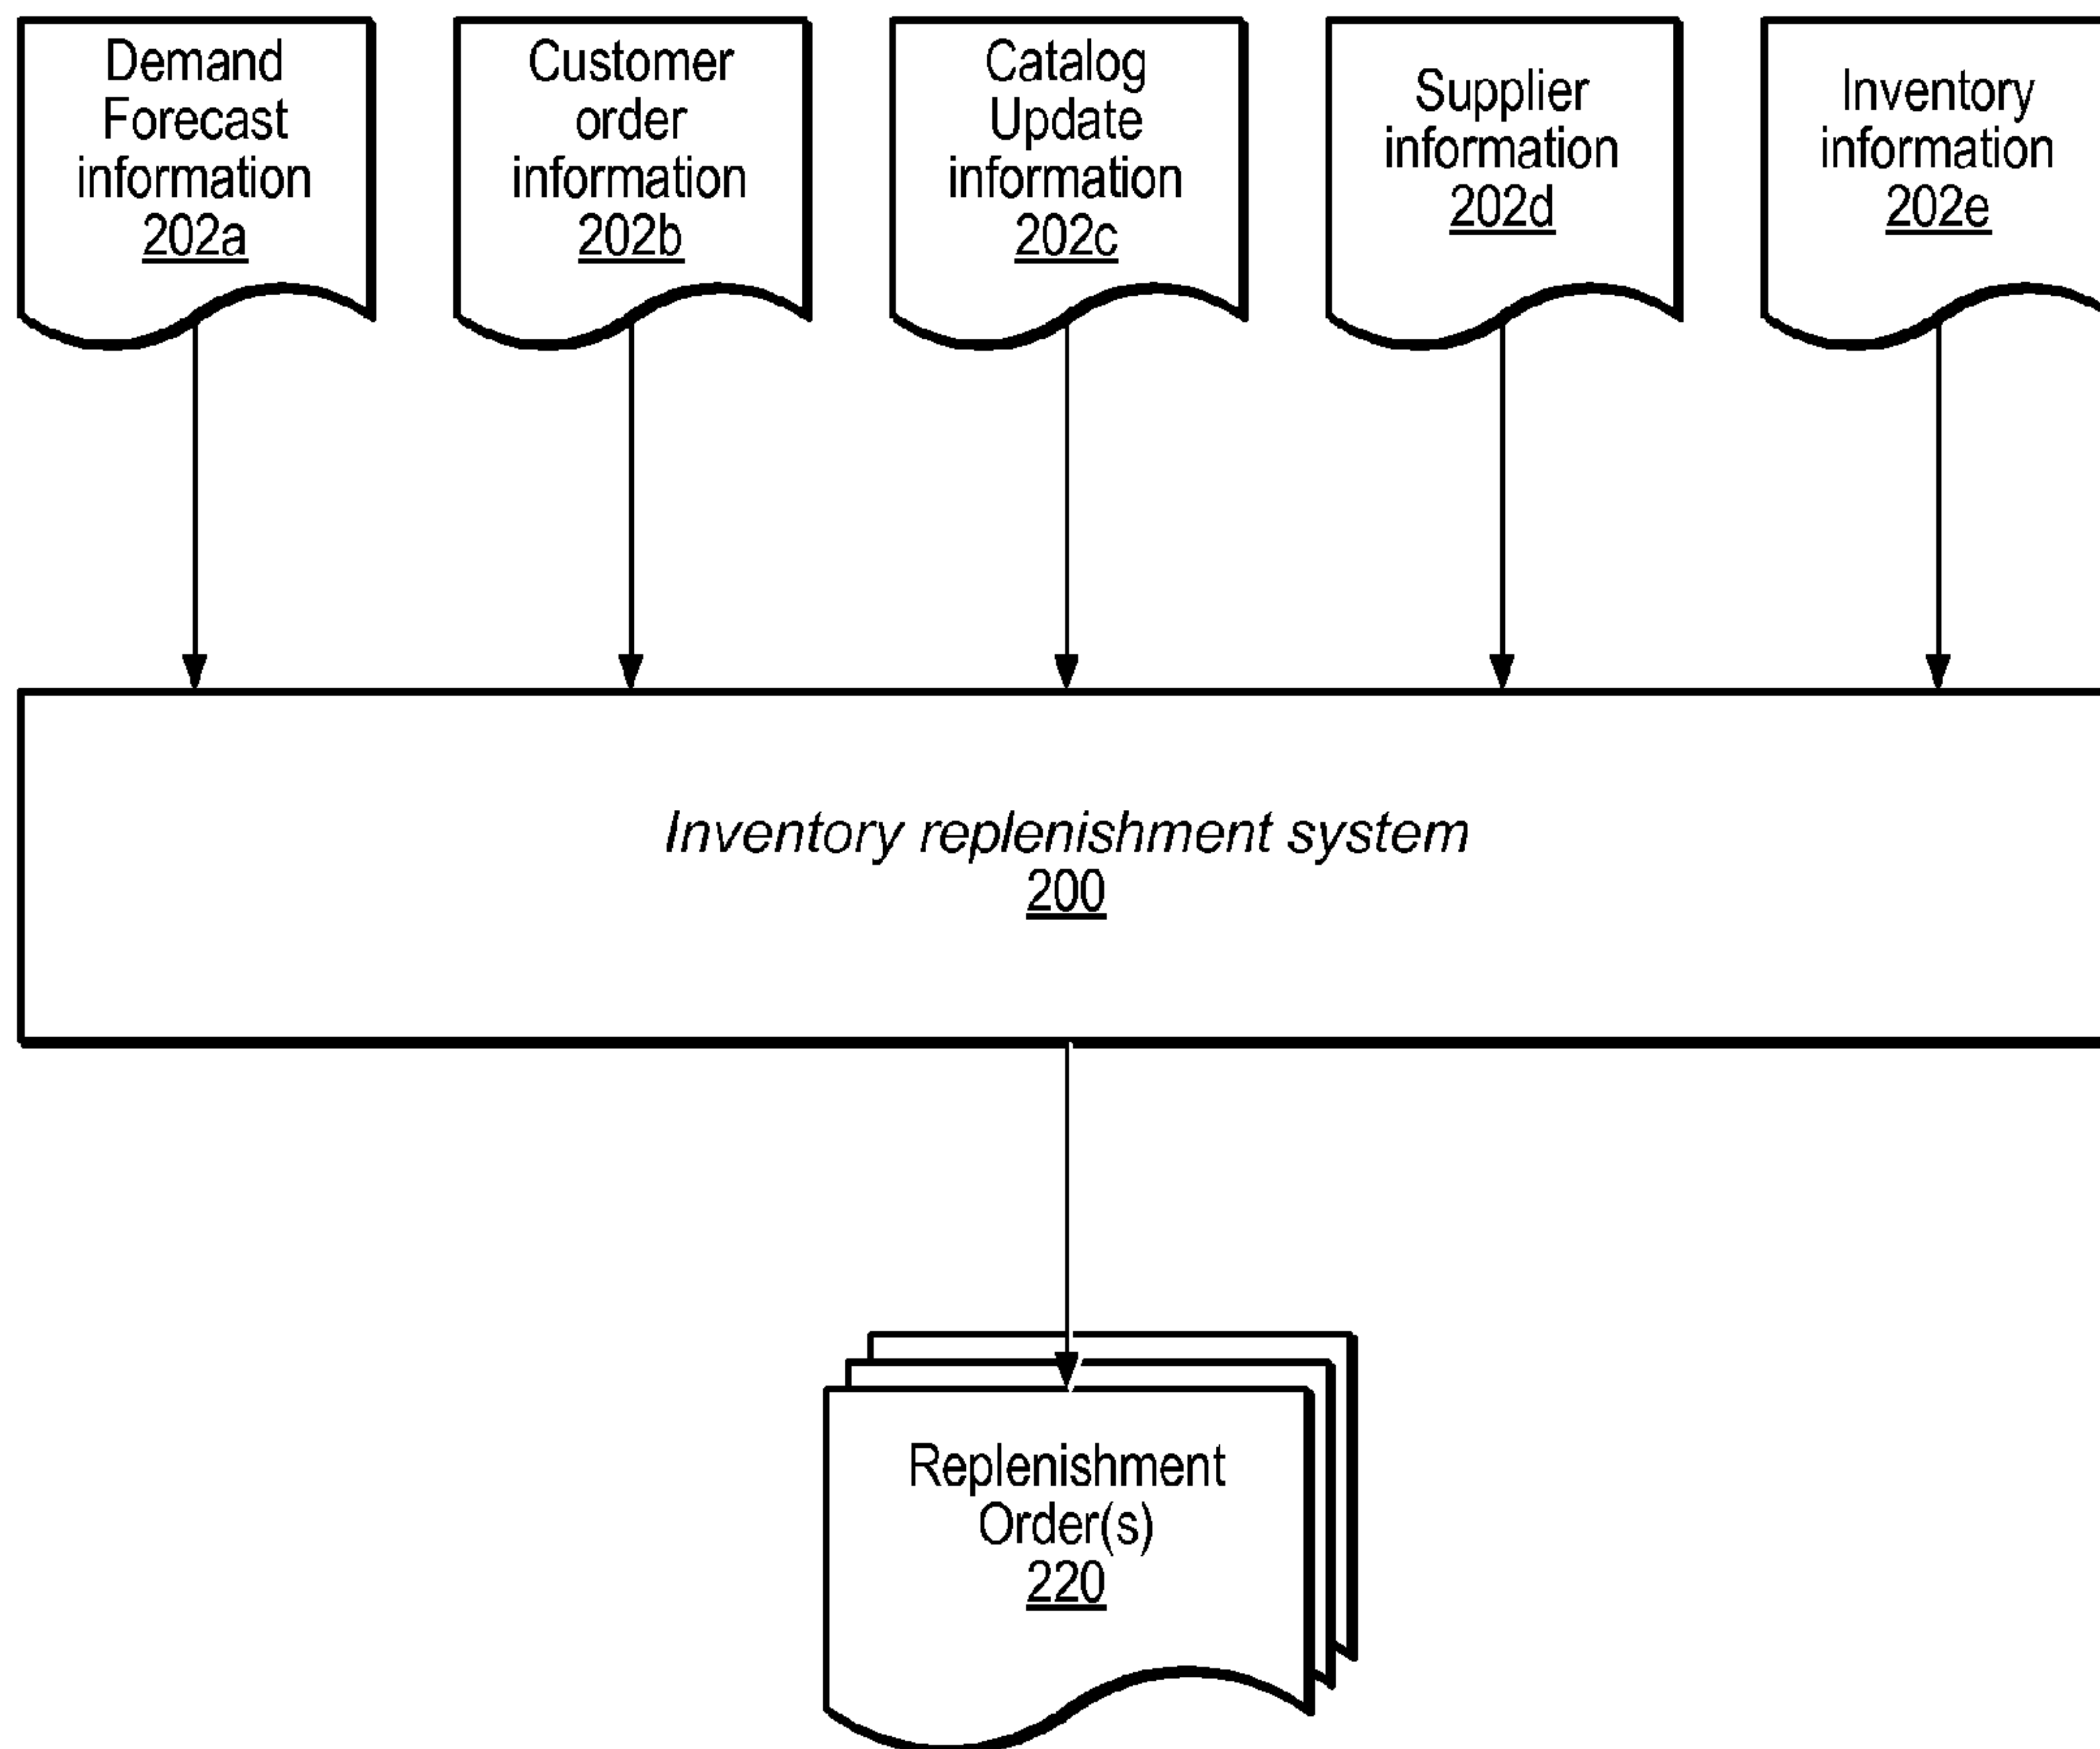 Demand
Forecast
information
202a
Customer
order
information
202b
Catalog
Update
information
202c
Supplier
information
202d
Inventory
information
202e
Inventory replenishment system
200
Replenishment
Order(s)
220